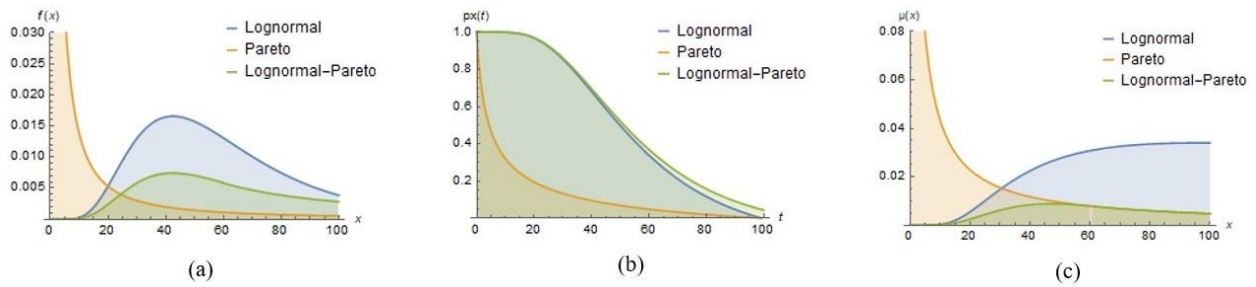 f(x)
0.030
0.025
0.020
0.015
0.010
0.005
0 20 40 60 80 100 x
Lognormal
Pareto
Lognormal–Pareto
(a)
px(t)
1.0
0.8
0.6
0.4
0.2
0 20 40 60 80 100 t
Lognormal
Pareto
Lognormal–Pareto
(b)
μ(x)
0.08
0.06
0.04
0.02
0 20 40 60 80 100 x
Lognormal
Pareto
Lognormal–Pareto
(c)